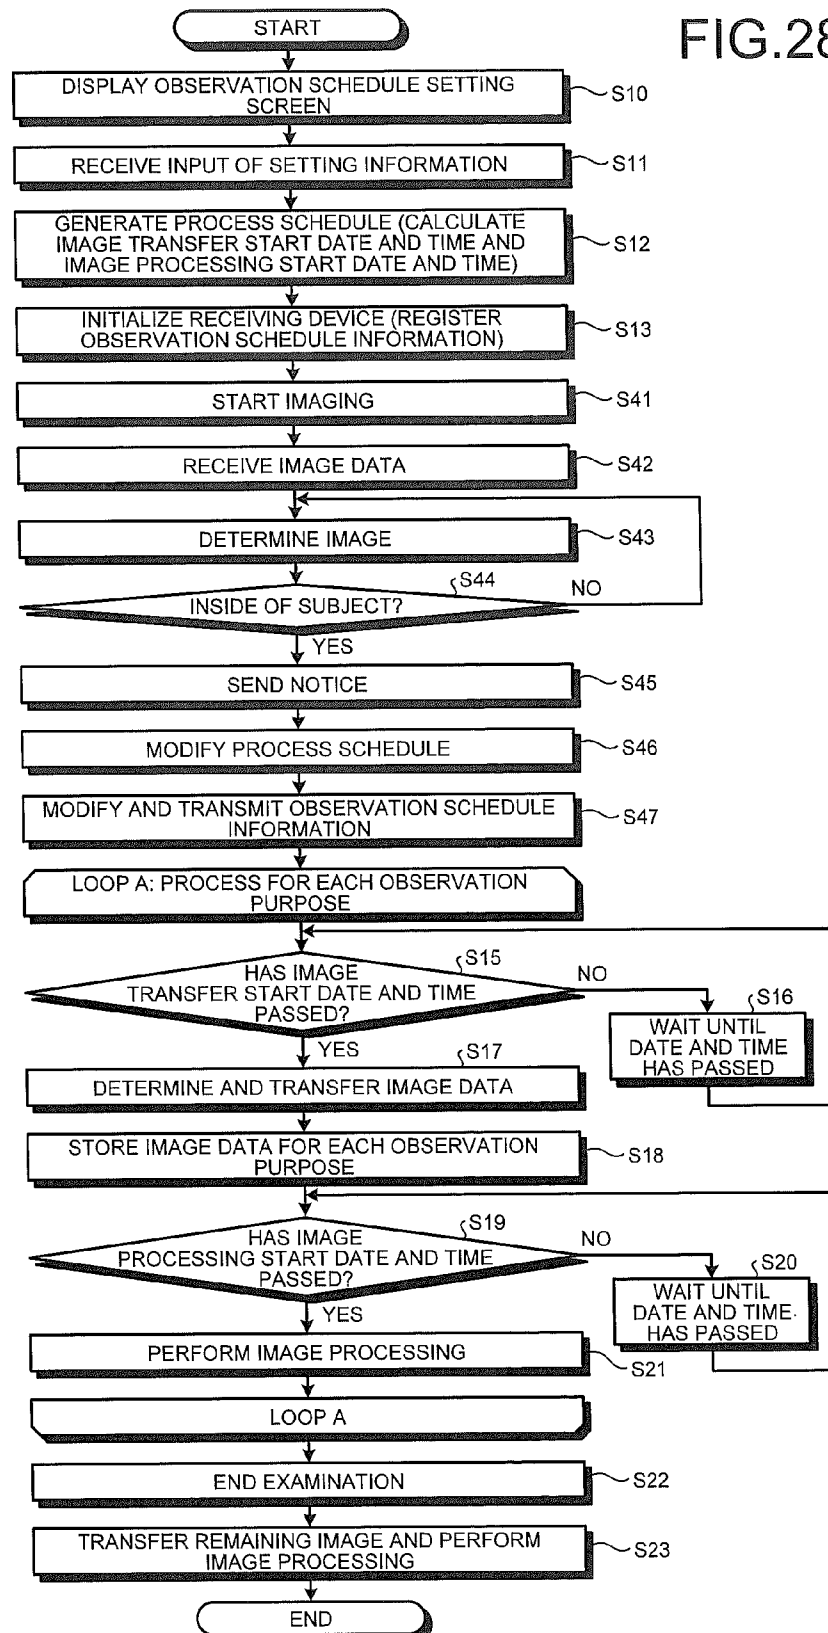 START
FIG.28
DISPLAY OBSERVATION SCHEDULE SETTING
SCREEN
S10
RECEIVE INPUT OF SETTING INFORMATION
S11
GENERATE PROCESS SCHEDULE (CALCULATE
IMAGE TRANSFER START DATE AND TIME AND
IMAGE PROCESSING START DATE AND TIME)
S12
INITIALIZE RECEIVING DEVICE (REGISTER
OBSERVATION SCHEDULE INFORMATION)
S13
START IMAGING
S41
RECEIVE IMAGE DATA
S42
DETERMINE IMAGE
S43
S44
INSIDE OF SUBJECT?
NO
YES
SEND NOTICE
S45
MODIFY PROCESS SCHEDULE
S46
MODIFY AND TRANSMIT OBSERVATION SCHEDULE
INFORMATION
S47
LOOP A: PROCESS FOR EACH OBSERVATION
PURPOSE
S15
HAS IMAGE
TRANSFER START DATE AND TIME
PASSED?
NO
YES
S16
WAIT UNTIL
DATE AND TIME
HAS PASSED
S17
DETERMINE AND TRANSFER IMAGE DATA
STORE IMAGE DATA FOR EACH OBSERVATION
PURPOSE
S18
S19
HAS IMAGE
PROCESSING START DATE AND TIME
PASSED?
NO
YES
S20
WAIT UNTIL
DATE AND TIME
HAS PASSED
PERFORM IMAGE PROCESSING
S21
LOOP A
END EXAMINATION
S22
TRANSFER REMAINING IMAGE AND PERFORM
IMAGE PROCESSING
S23
END